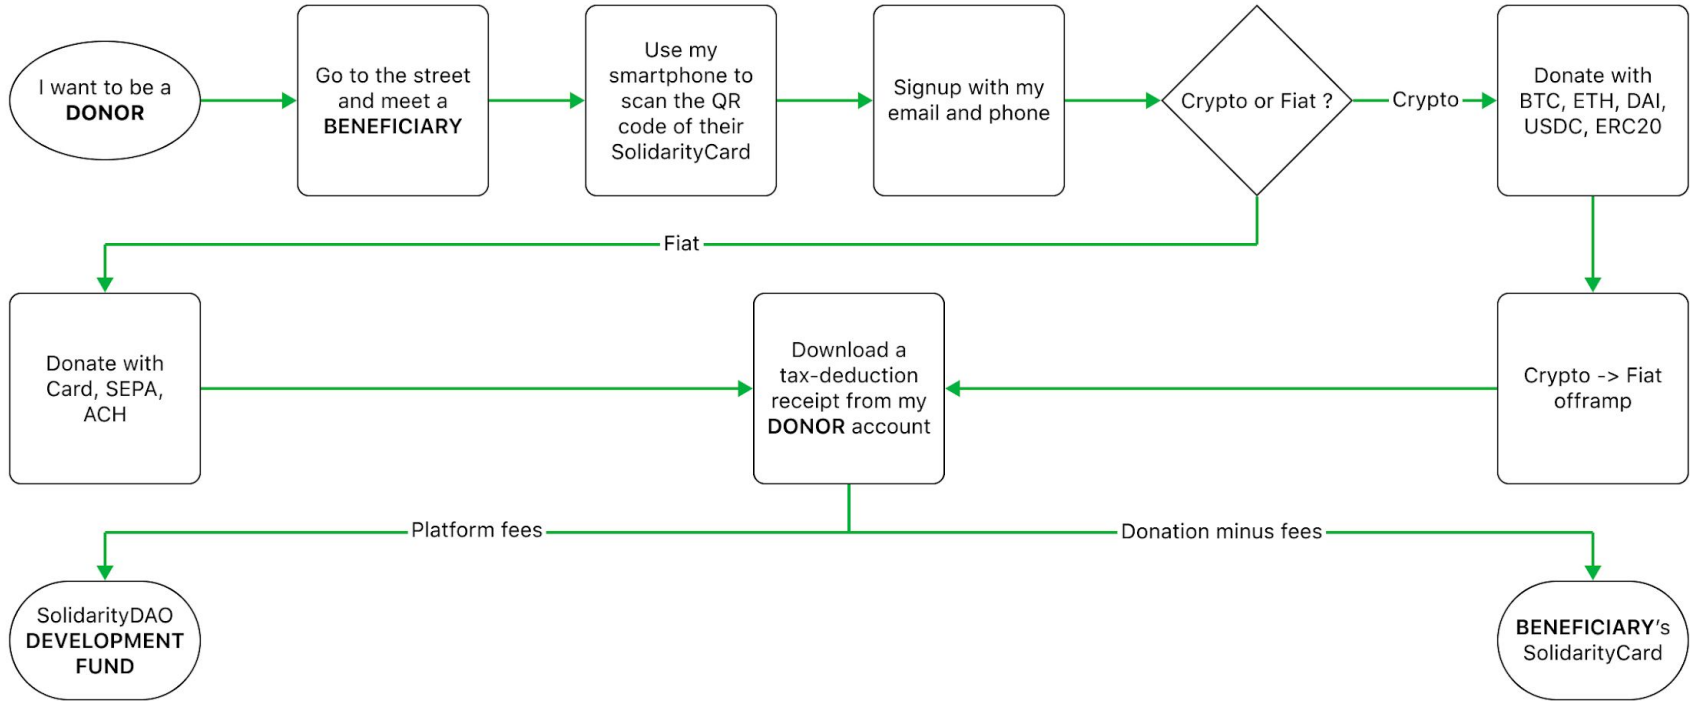 I want to be a
DONOR
Go to the street
and meet a
BENEFICIARY
Use my
smartphone to
scan the QR
code of their
SolidarityCard
Signup with my
email and phone
Crypto or Fiat ?
Crypto
Donate with
BTC, ETH, DAI,
USDC, ERC20
Fiat
Donate with
Card, SEPA,
ACH
Download a
tax-deduction
receipt from my
DONOR account
Crypto -> Fiat
offramp
Platform fees
Donation minus fees
SolidarityDAO
DEVELOPMENT
FUND
BENEFICIARY's
SolidarityCard